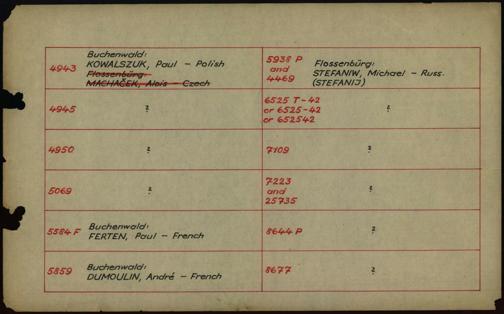 4943
Buchenwald:
KOWALSZUK, Paul - Polish
Flossenbürg:
MACHAČEK, Alois - Czech
5938 P
and
4469
Flossenbürg:
STEFANIW, Michael - Russ.
(STEFANIJ)
4945
?
6525 T-42
or 6525-42
or 652542
?
4950
?
7109
?
5069
?
7223
and
25735
?
5584 F
Buchenwald:
FERTEN, Paul - French
8644 P
?
5859
Buchenwald:
DUMOULIN, André - French
8677
?